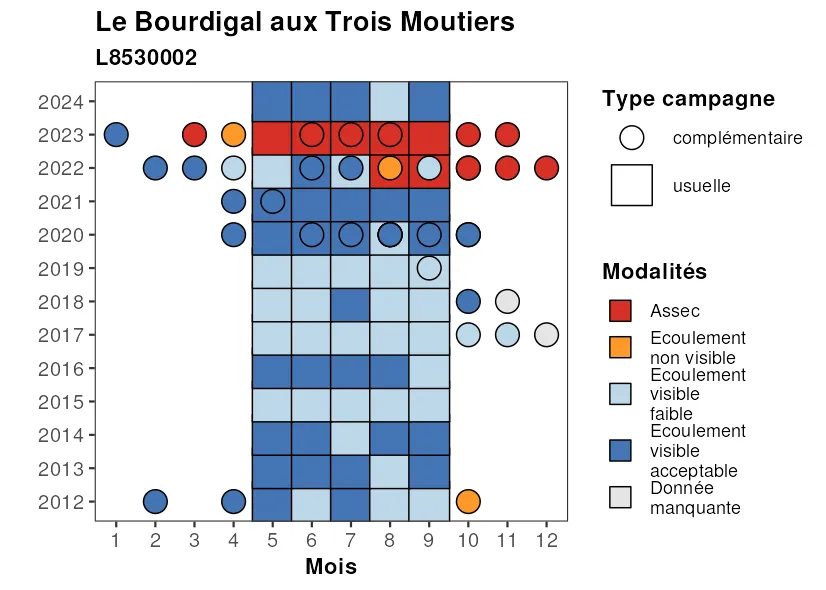 Le Bourdigal aux Trois Moutiers
L8530002
2024
2023
2022
2021
2020
2019
2018
2017
2016
2015
2014
2013
2012
1 2 3 4 5 6 7 8 9 10 11 12
Mois
Type campagne
complémentaire
usuelle
Modalités
Assec
Ecoulement
non visible
Ecoulement
visible
faible
Ecoulement
visible
acceptable
Donnée
manquante